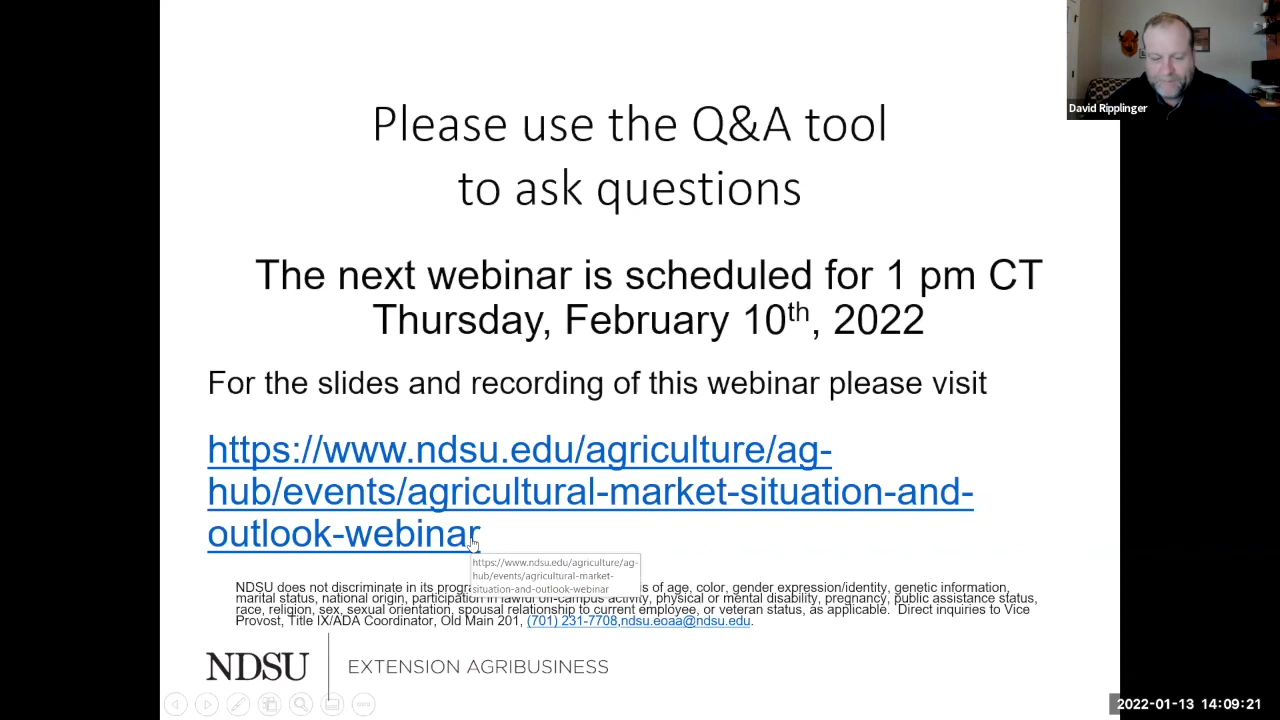 Please use the Q&A tool
to ask questions
The next webinar is scheduled for 1 pm CT
Thursday, February 10th, 2022
For the slides and recording of this webinar please visit
https://www.ndsu.edu/agriculture/ag-
hub/events/agricultural-market-situation-and-
outlook-webinar
https://www.ndsu.edu/agriculture/ag-
hub/events/agricultural-market-
situation-and-outlook-webinar
NDSU does not discriminate in its s of age, color, gender expression/identity, genetic information,
marital status, national origin, participation in lawful off-campus activity, physical or mental disability, pregnancy, public assistance status,
race, religion, sex, sexual orientation, spousal relationship to current employee, or veteran status, as applicable. Direct inquiries to Vice
Provost, Title IX/ADA Coordinator, Old Main 201, (701) 231-7708,ndsu.eoaa@ndsu.edu.
NDSU EXTENSION AGRIBUSINESS
David Ripplinger
2022-01-13 14:09:21